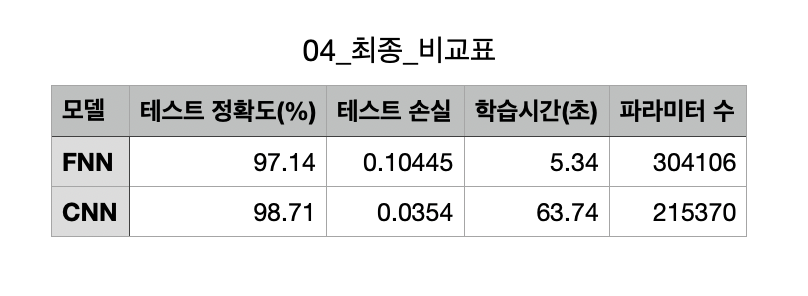 04_최종_비교표
모델 테스트 정확도(%) 테스트 손실 학습시간(초) 파라미터 수
FNN 97.14 0.10445 5.34 304106
CNN 98.71 0.0354 63.74 215370